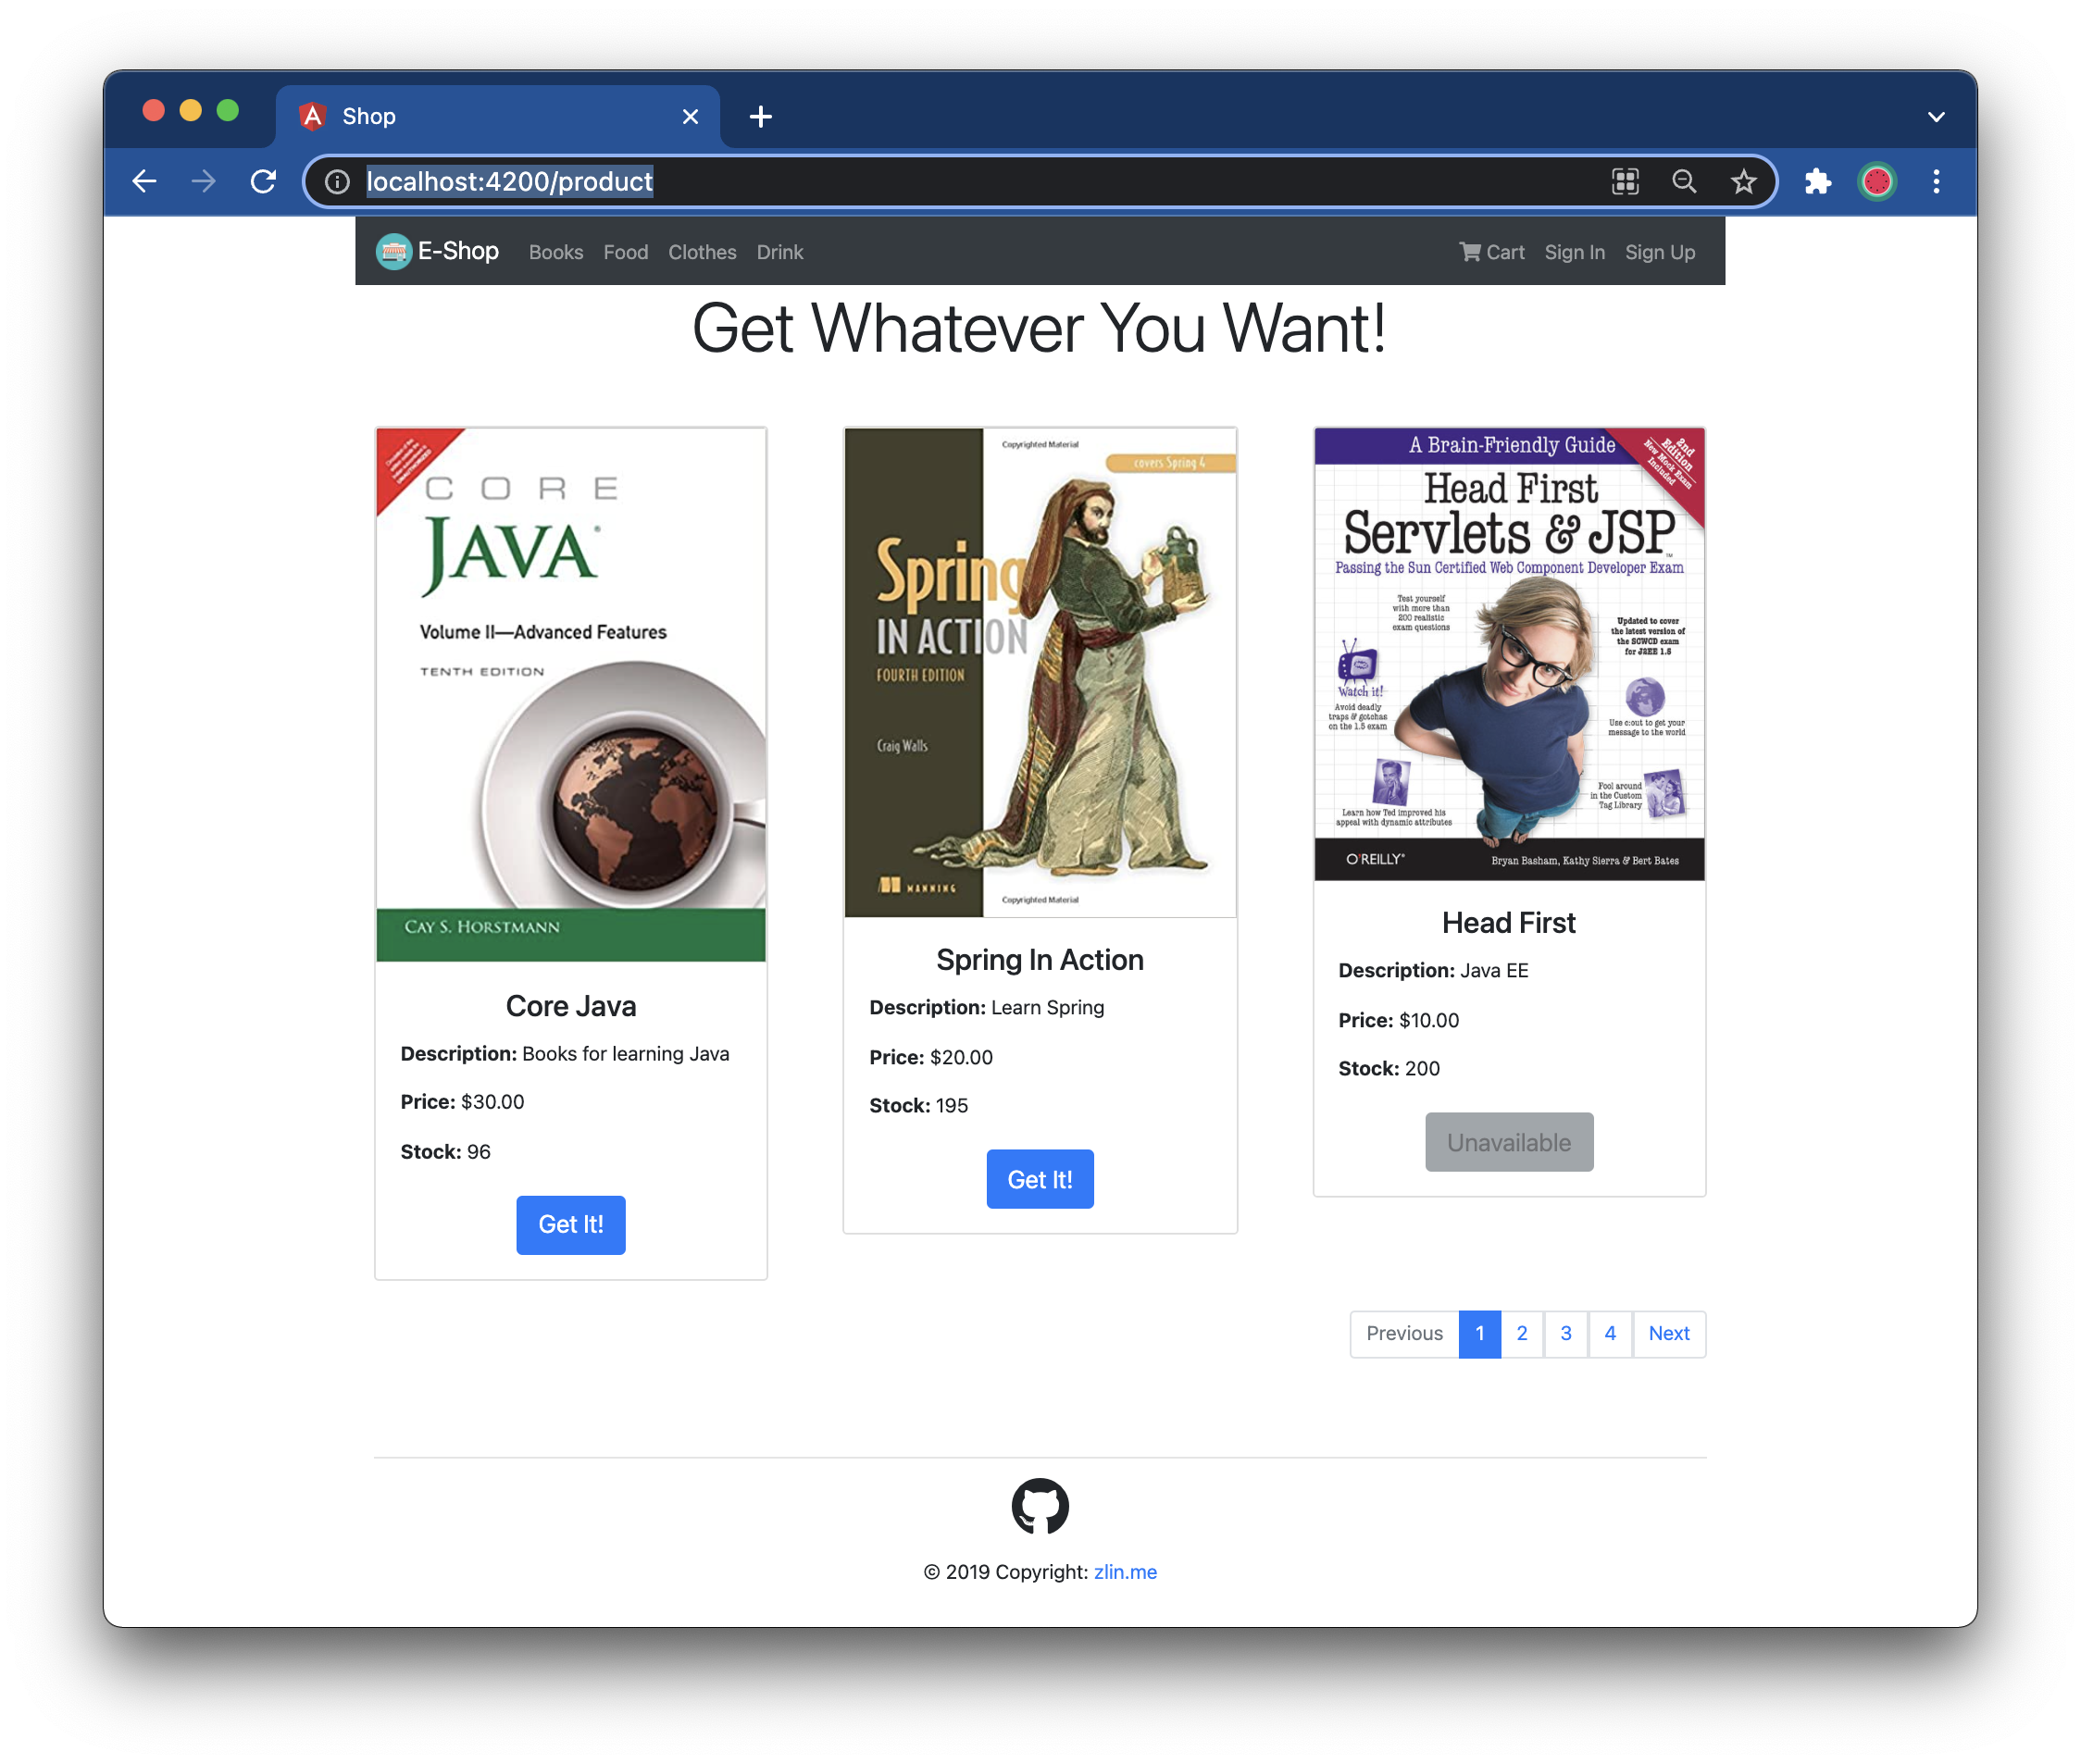 Shop
localhost:4200/product
E-Shop Books Food Clothes Drink Cart Sign In Sign Up
Get Whatever You Want!
CORE
JAVA
Volume II—Advanced Features
TENTH EDITION
CAY S. HORSTMANN
Core Java
Description: Books for learning Java
Price: $30.00
Stock: 96
Get It!
Copyrighted Material
covers Spring 4
Spring
IN ACTION
FOURTH EDITION
Craig Walls
MANNING
Copyrighted Material
Spring In Action
Description: Learn Spring
Price: $20.00
Stock: 195
Get It!
A Brain-Friendly Guide
2nd
Edition
New Mock Exam
Included
Head First
Servlets & JSP™
Passing the Sun Certified Web Component Developer Exam
Test yourself
with more than
200 realistic
exam questions
Updated to cover
the latest version of
the SCWCD exam
for J2EE 1.5
Watch it!
Avoid deadly
traps & gotchas
on the 1.5 exam
Use c:out to get your
message to the world
Fool around
in the Custom
Tag Library
Learn how Ted improved his
appeal with dynamic attributes
O'REILLY®
Bryan Basham, Kathy Sierra & Bert Bates
Head First
Description: Java EE
Price: $10.00
Stock: 200
Unavailable
Previous 1 2 3 4 Next
© 2019 Copyright: zlin.me